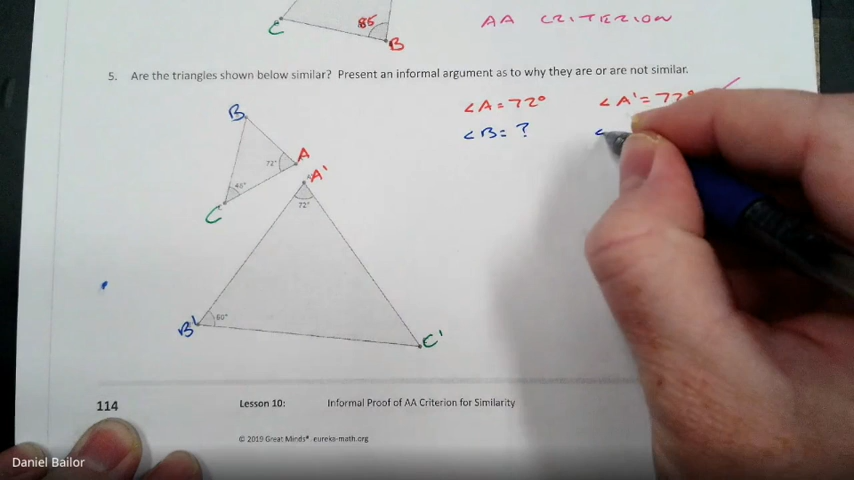 C
85
B
AA CRITERION
5. Are the triangles shown below similar? Present an informal argument as to why they are or are not similar.
∠A = 72° ∠A' = 72°
∠B = ?
B
72°
A
45°
C
A'
72°
B'
60°
C'
114 Lesson 10: Informal Proof of AA Criterion for Similarity
© 2019 Great Minds® eureka-math.org
Daniel Bailor